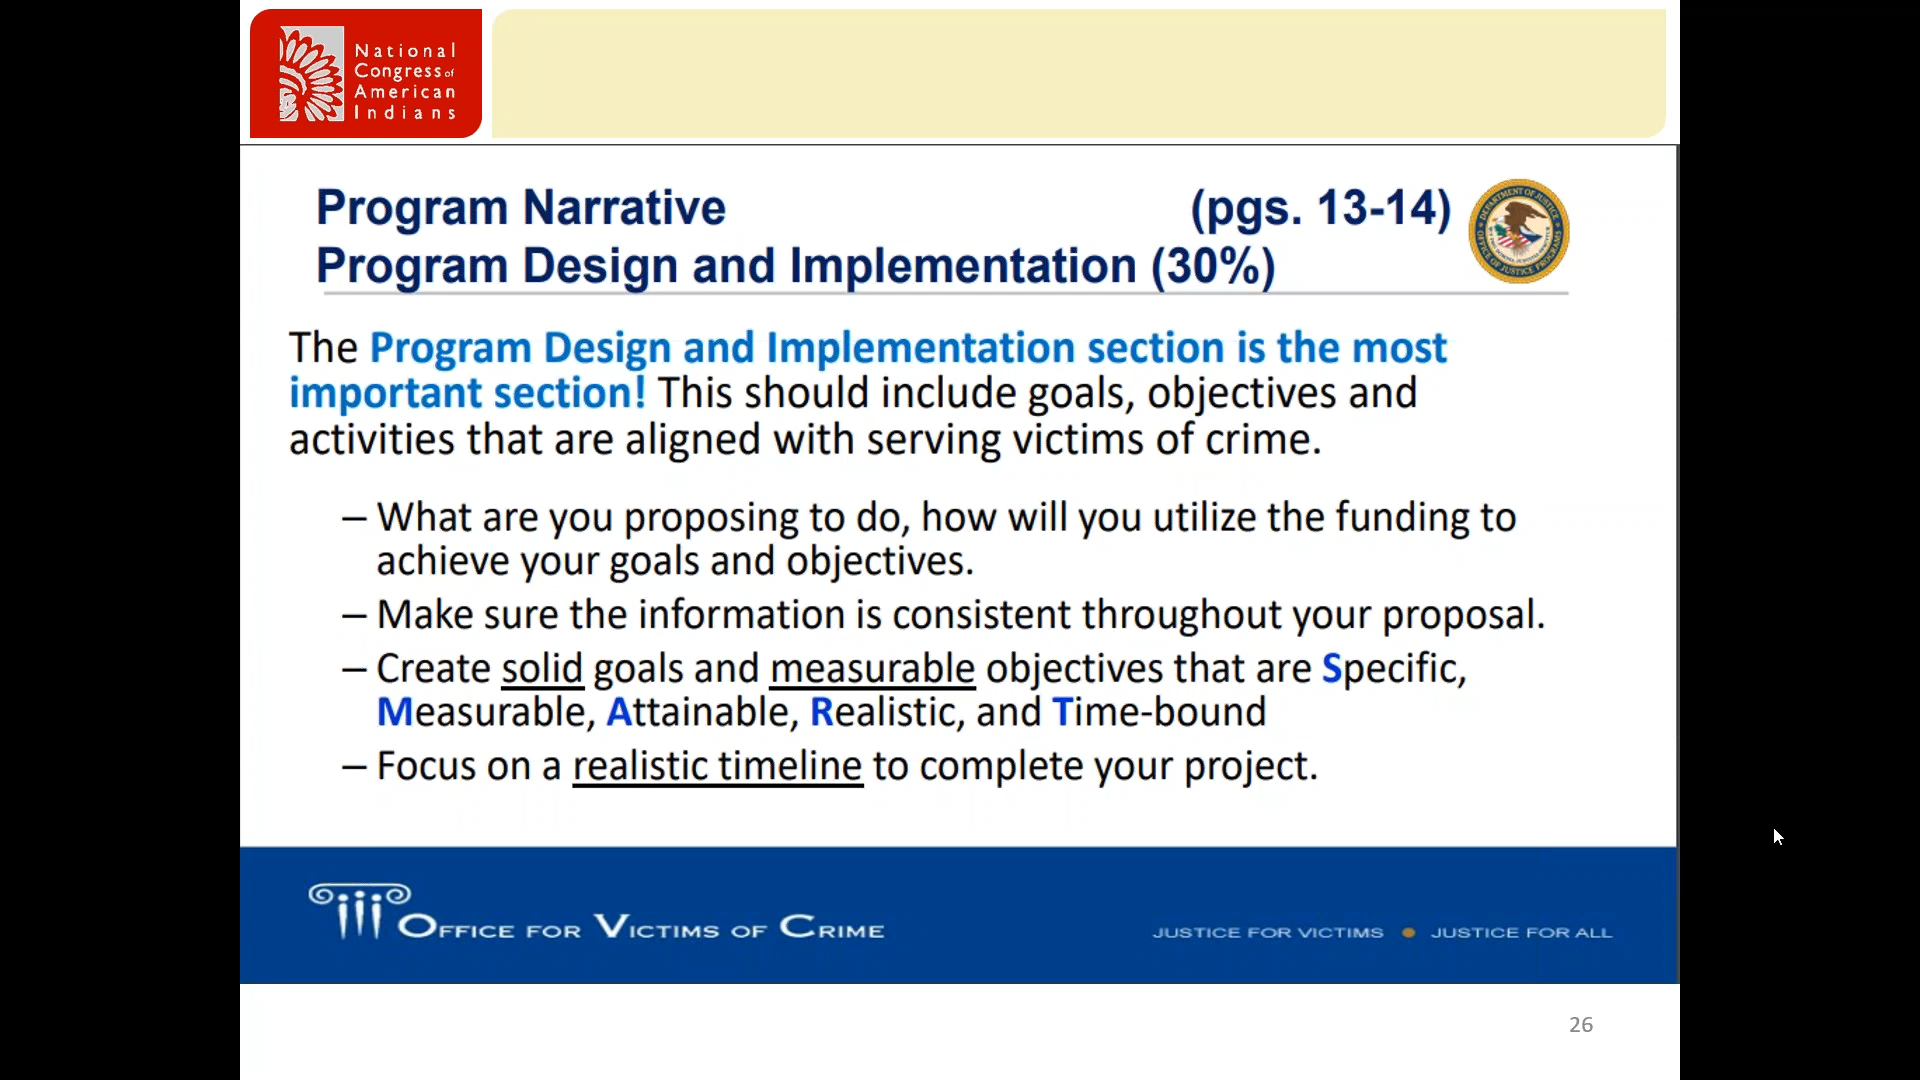 National
Congress of
American
Indians
Program Narrative (pgs. 13-14)
Program Design and Implementation (30%)
The Program Design and Implementation section is the most
important section! This should include goals, objectives and
activities that are aligned with serving victims of crime.
– What are you proposing to do, how will you utilize the funding to
achieve your goals and objectives.
– Make sure the information is consistent throughout your proposal.
– Create solid goals and measurable objectives that are Specific,
Measurable, Attainable, Realistic, and Time-bound
– Focus on a realistic timeline to complete your project.
OFFICE FOR VICTIMS OF CRIME
JUSTICE FOR VICTIMS ● JUSTICE FOR ALL
26